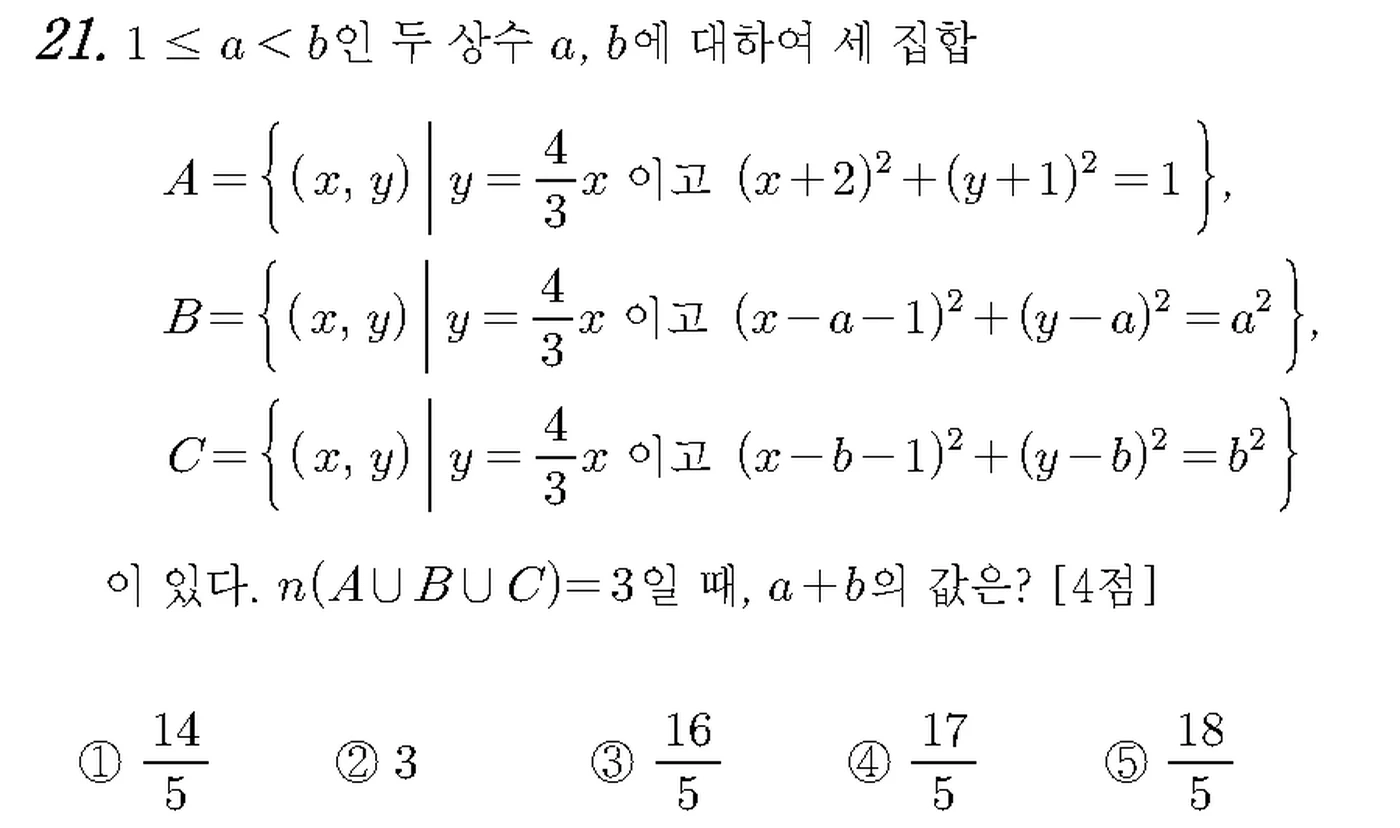 21. 1 ≤ a < b인 두 상수 a, b에 대하여 세 집합
A = { (x, y) | y = 4/3 x 이고 (x+2)² + (y+1)² = 1 },
B = { (x, y) | y = 4/3 x 이고 (x-a-1)² + (y-a)² = a² },
C = { (x, y) | y = 4/3 x 이고 (x-b-1)² + (y-b)² = b² }
이 있다. n(A∪B∪C)=3일 때, a+b의 값은? [4점]
① 14/5 ② 3 ③ 16/5 ④ 17/5 ⑤ 18/5